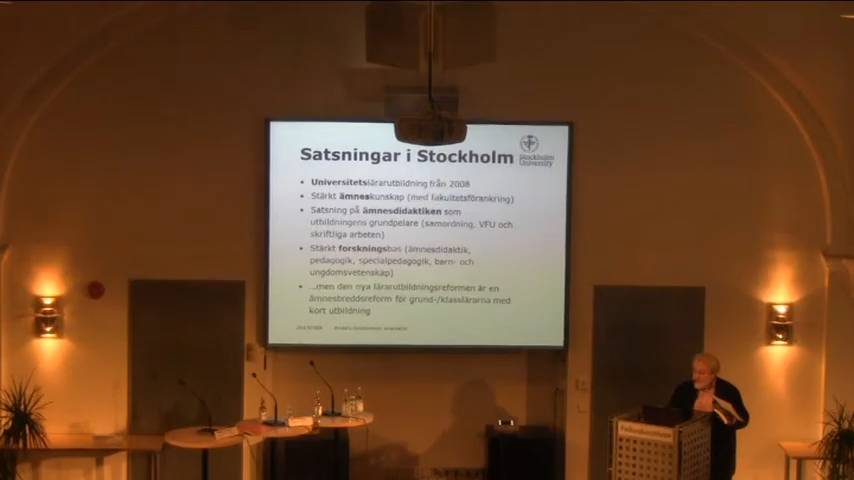 Satsningar i Stockholm
Stockholm
University
• Universitetslärarutbildning från 2008
• Stärkt ämneskunskap (med fakultetsförankring)
• Satsning på ämnesdidaktiken som
utbildningens grundpelare (samordning, VFU och
skriftliga arbeten)
• Stärkt forskningsbas (ämnesdidaktik,
pedagogik, specialpedagogik, barn- och
ungdomsvetenskap)
• …men den nya lärarutbildningsreformen är en
ämnesbreddsreform för grund-/klasslärarna med
kort utbildning